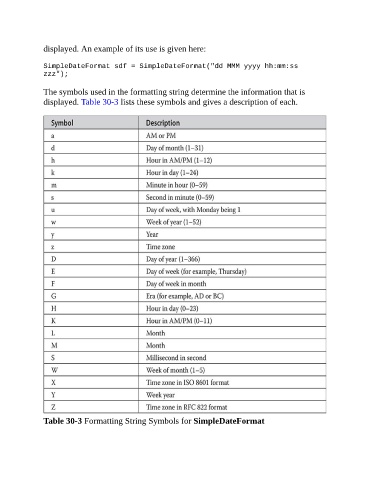 displayed. An example of its use is given here:
SimpleDateFormat sdf = SimpleDateFormat("dd MMM yyyy hh:mm:ss
zzz");
The symbols used in the formatting string determine the information that is
displayed. Table 30-3 lists these symbols and gives a description of each.
Symbol Description
a AM or PM
d Day of month (1–31)
h Hour in AM/PM (1–12)
k Hour in day (1–24)
m Minute in hour (0–59)
s Second in minute (0–59)
u Day of week, with Monday being 1
w Week of year (1–52)
y Year
z Time zone
D Day of year (1–366)
E Day of week (for example, Thursday)
F Day of week in month
G Era (for example, AD or BC)
H Hour in day (0–23)
K Hour in AM/PM (0–11)
L Month
M Month
S Millisecond in second
W Week of month (1–5)
X Time zone in ISO 8601 format
Y Week year
Z Time zone in RFC 822 format
Table 30-3 Formatting String Symbols for SimpleDateFormat